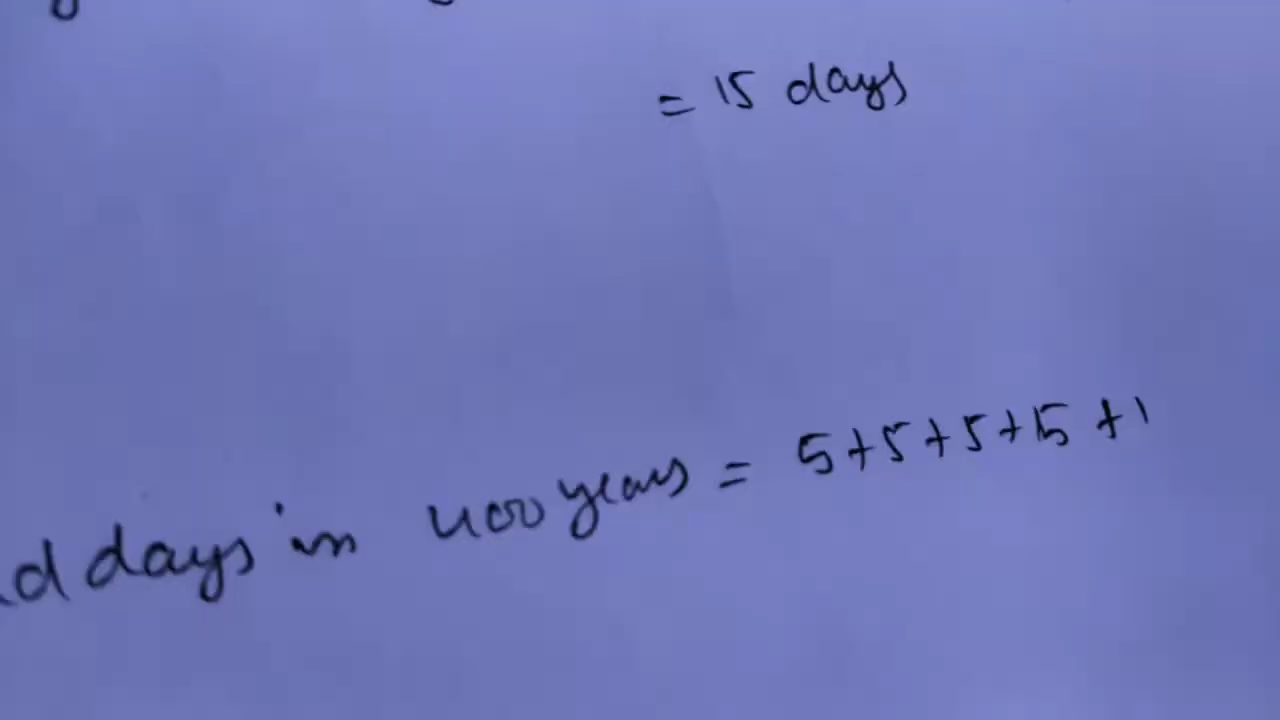 = 15 days
d days in 400 years = 5+5+5+15 +1